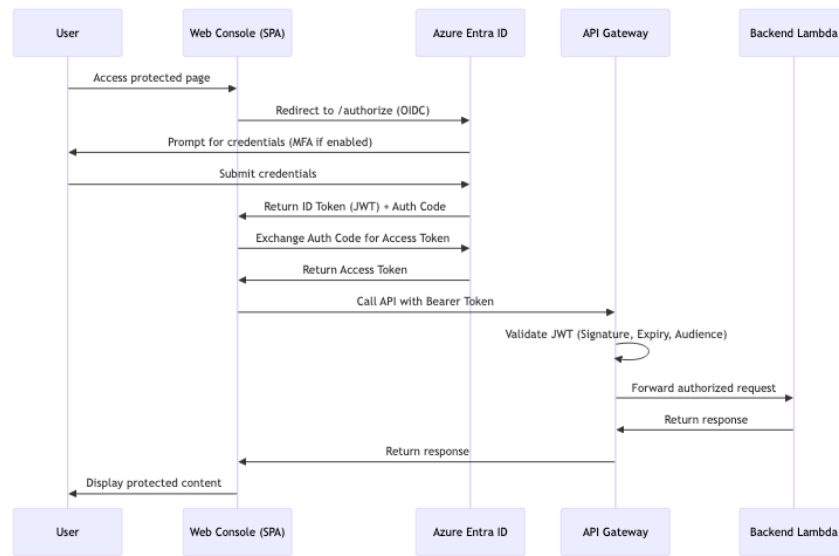 User
Web Console (SPA)
Azure Entra ID
API Gateway
Backend Lambda
Access protected page
Redirect to /authorize (OIDC)
Prompt for credentials (MFA if enabled)
Submit credentials
Return ID Token (JWT) + Auth Code
Exchange Auth Code for Access Token
Return Access Token
Call API with Bearer Token
Validate JWT (Signature, Expiry, Audience)
Forward authorized request
Return response
Return response
Display protected content
User
Web Console (SPA)
Azure Entra ID
API Gateway
Backend Lambda